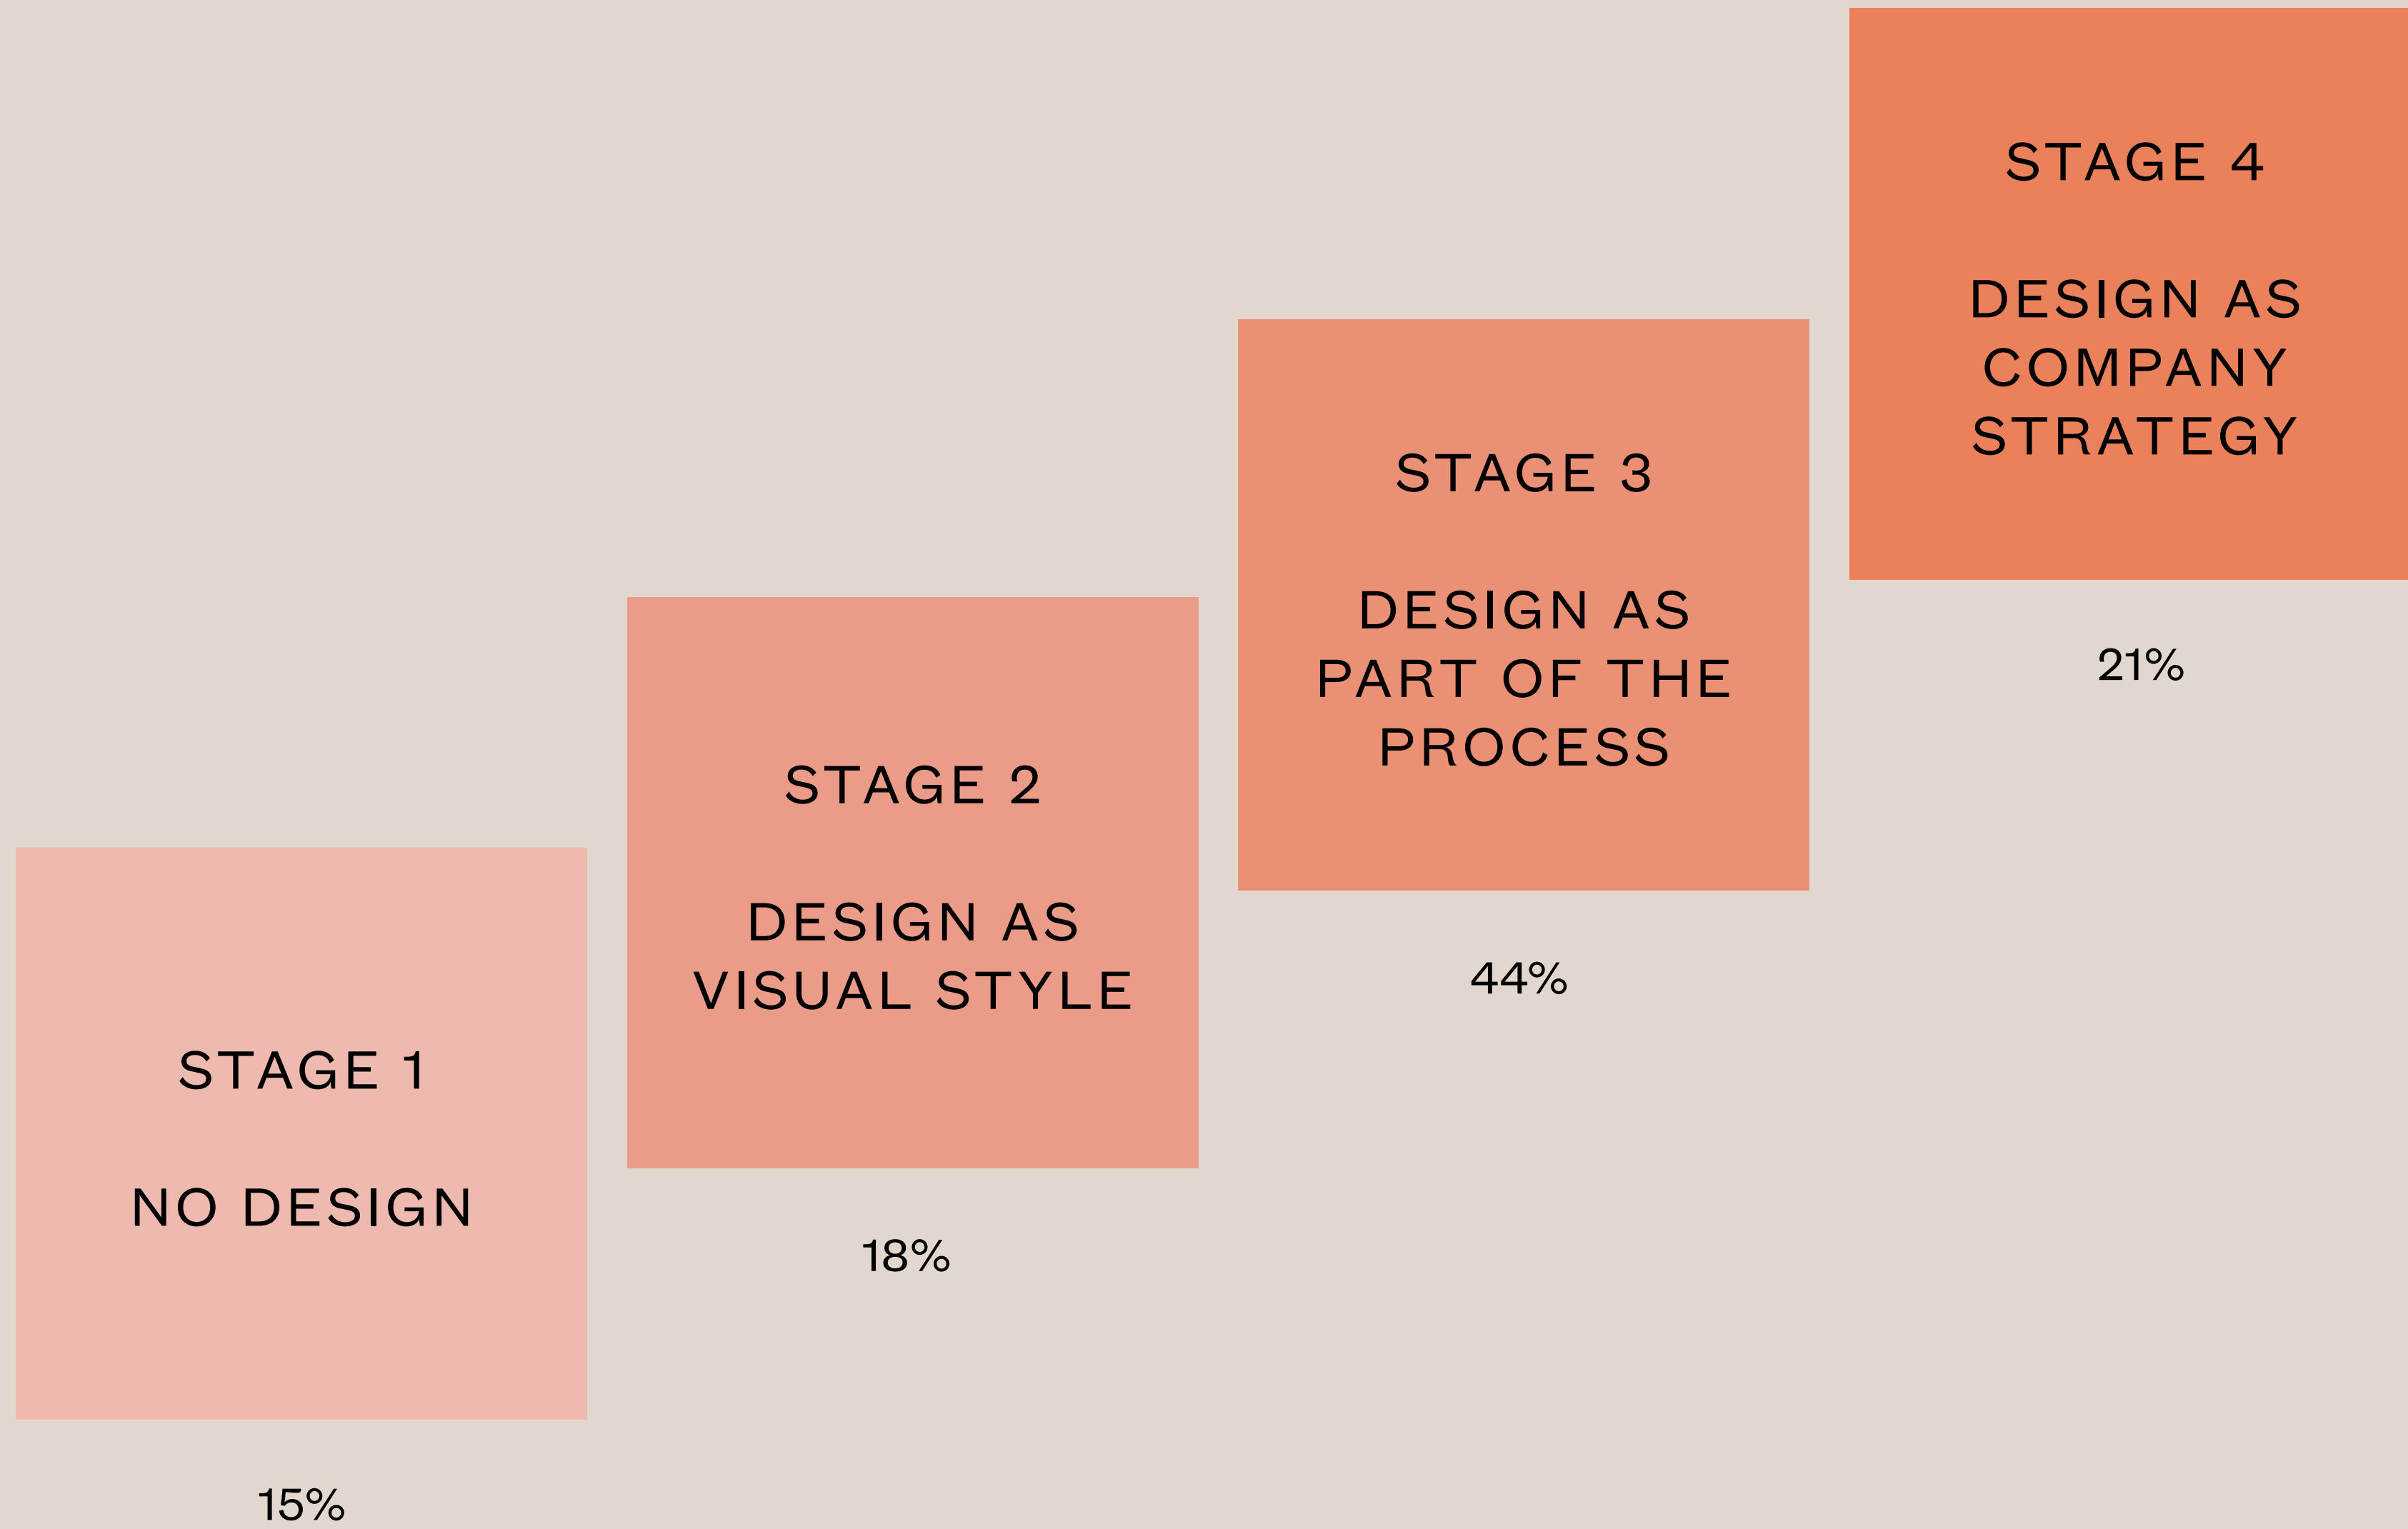 STAGE 1
NO DESIGN
15%
STAGE 2
DESIGN AS
VISUAL STYLE
18%
STAGE 3
DESIGN AS
PART OF THE
PROCESS
44%
STAGE 4
DESIGN AS
COMPANY
STRATEGY
21%